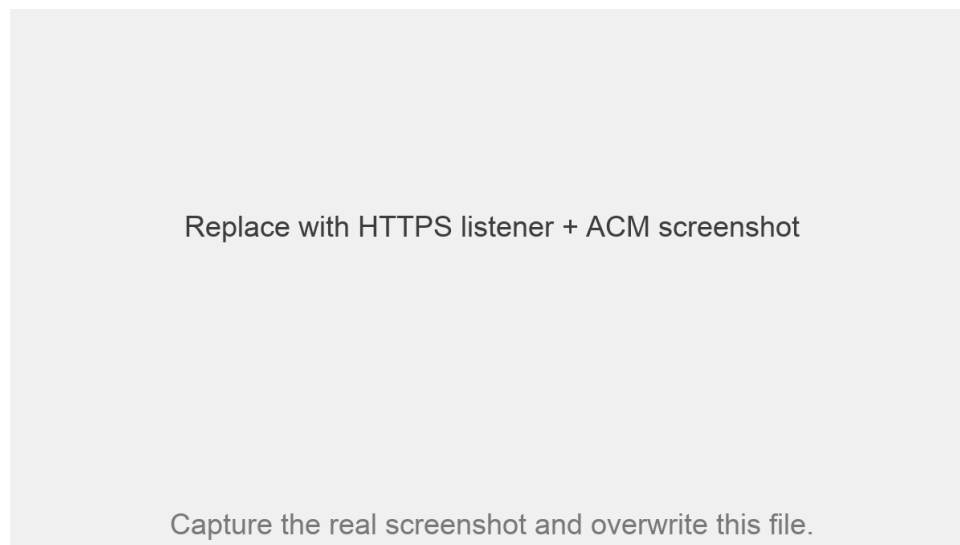 Replace with HTTPS listener + ACM screenshot
Capture the real screenshot and overwrite this file.